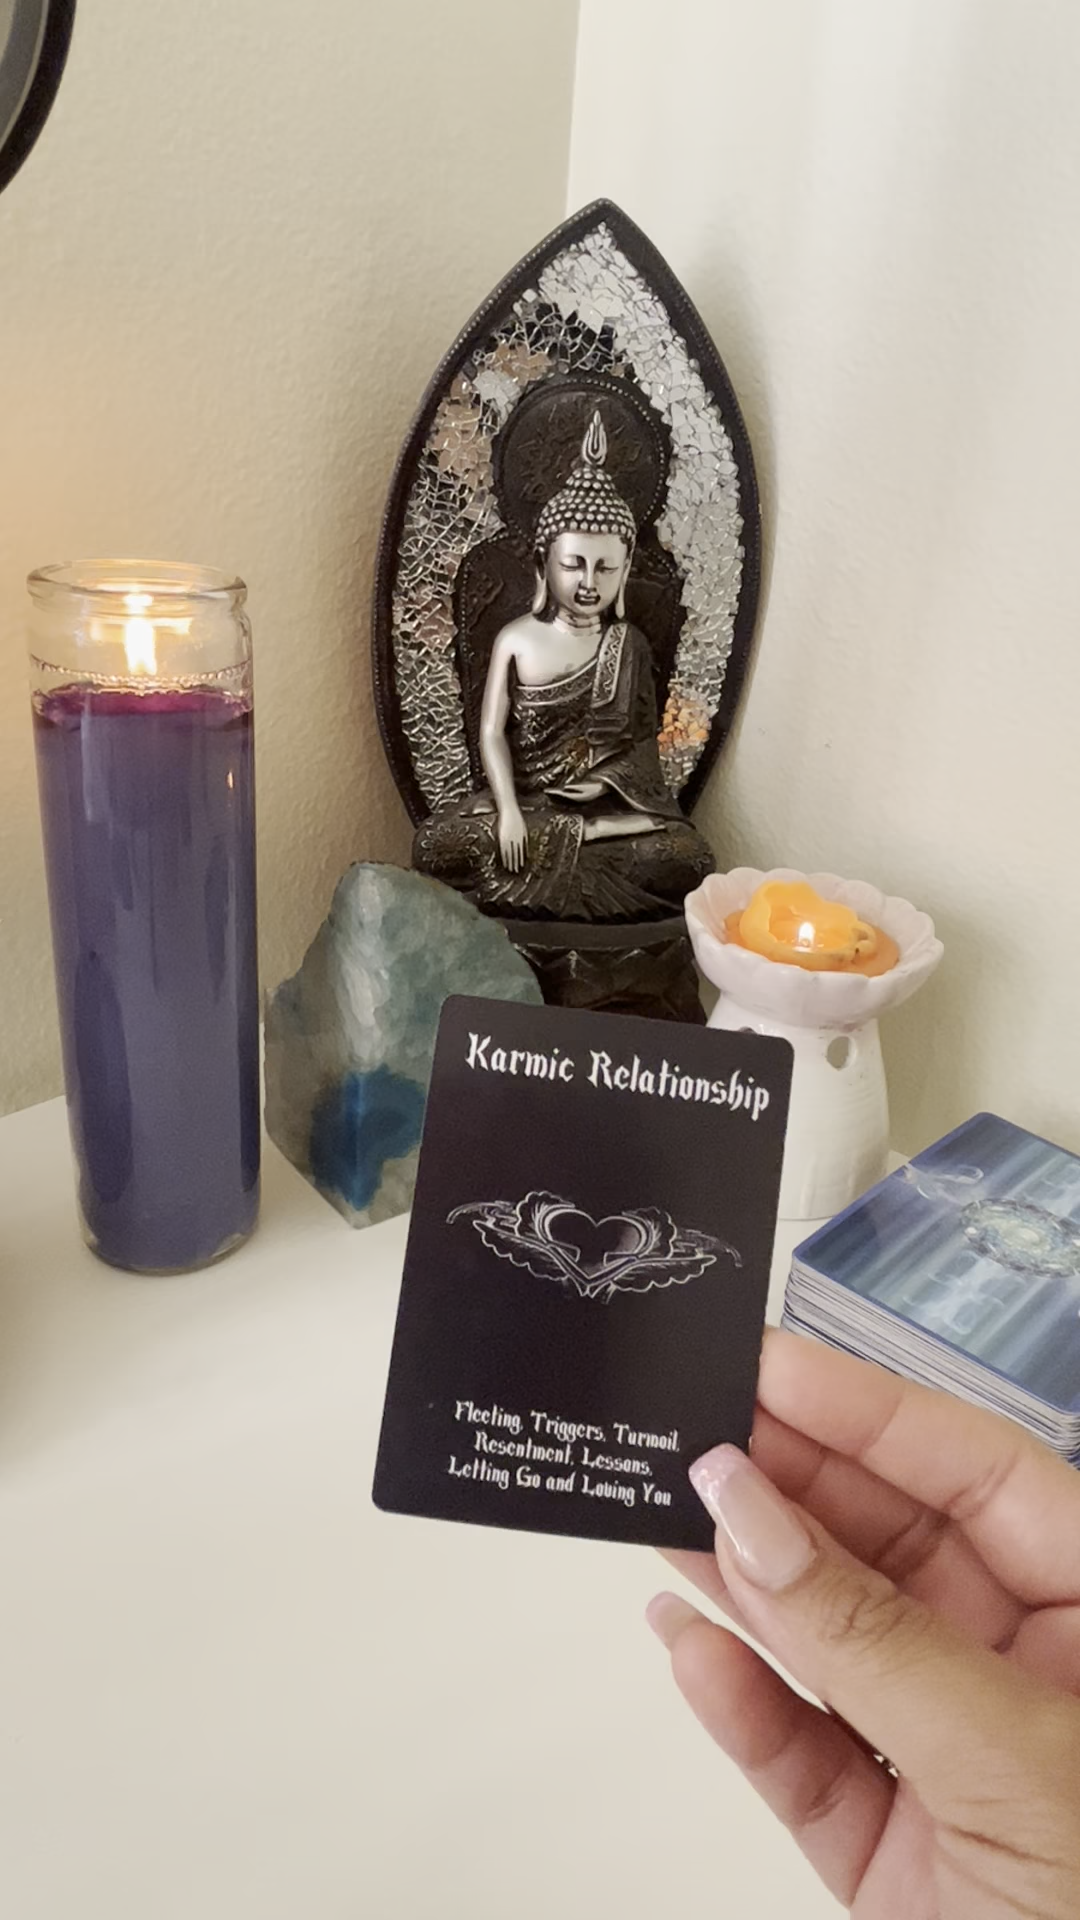 Karmic Relationship
Fleeting, Triggers, Turmoil,
Resentment, Lessons,
Letting Go and Loving You